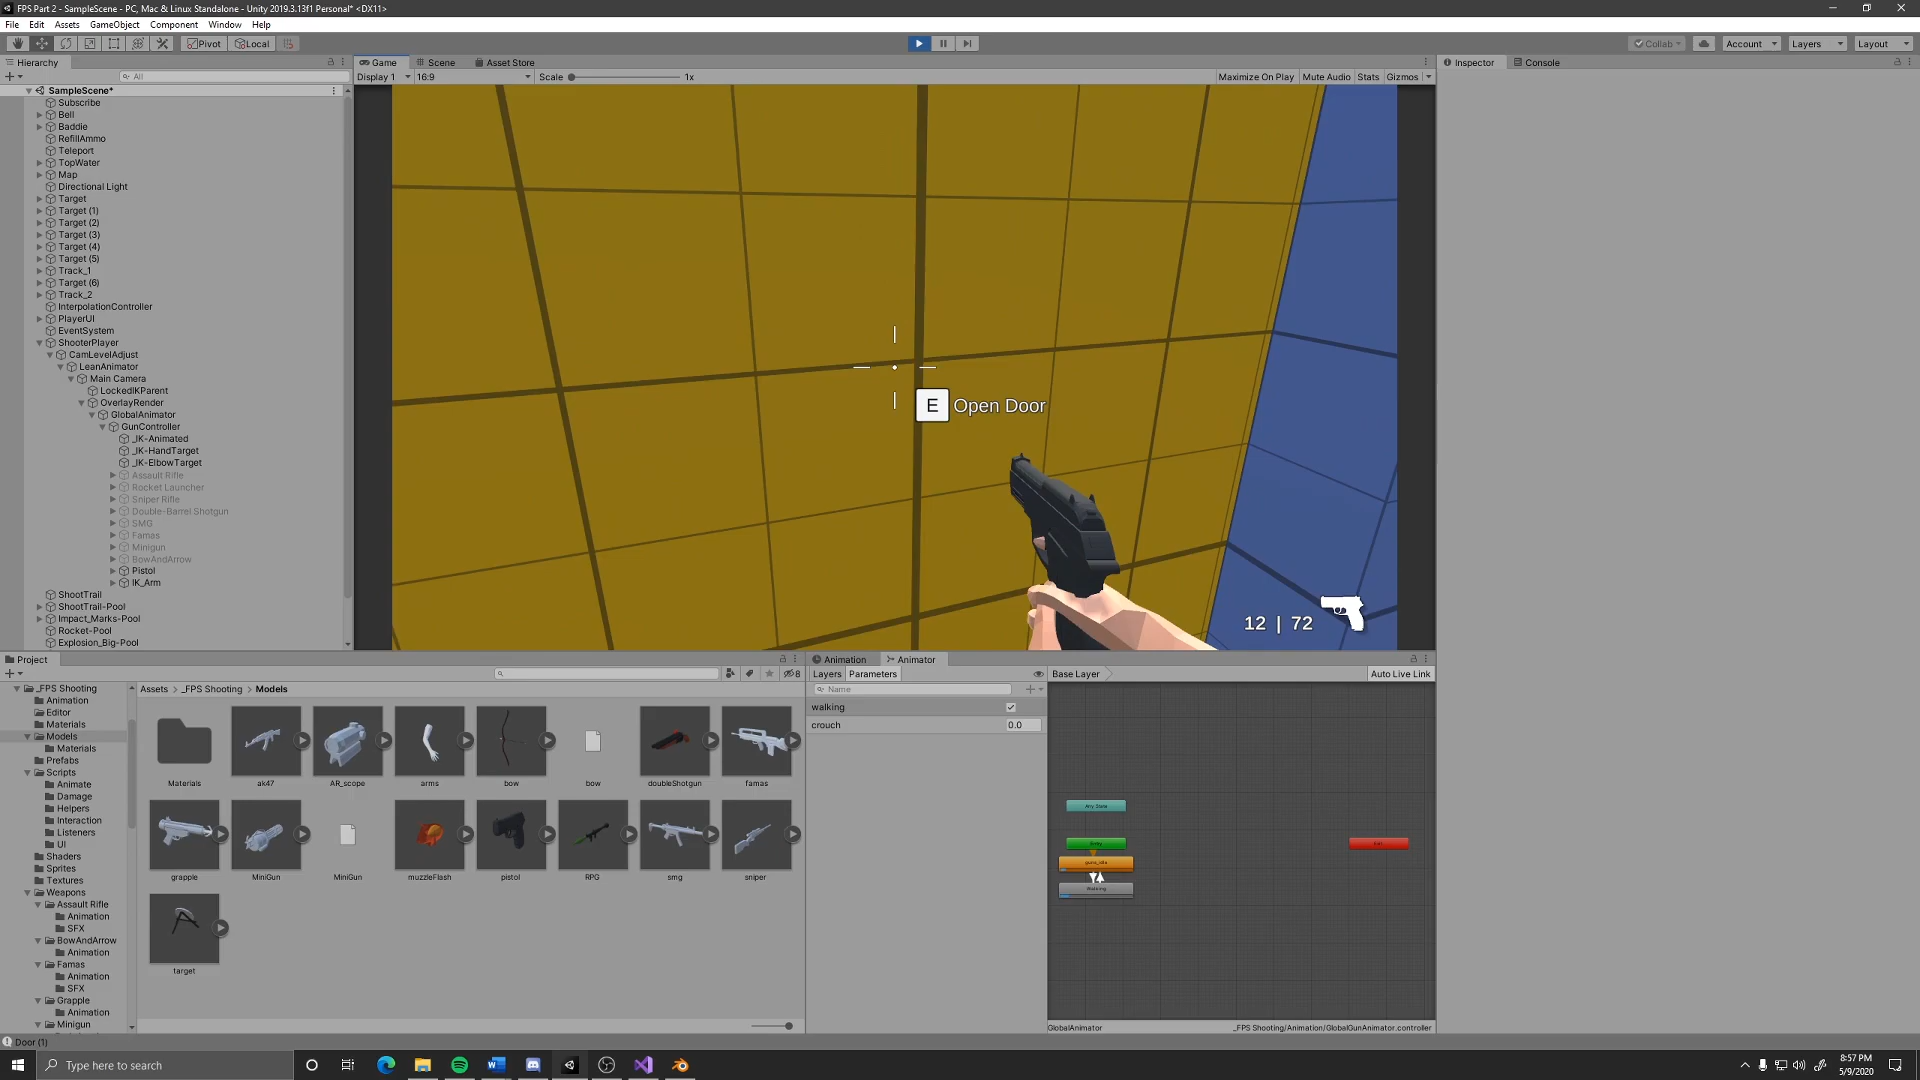 FPS Part 2 - SampleScene - PC, Mac & Linux Standalone - Unity 2019.3.13f1 Personal* <DX11>
File Edit Assets GameObject Component Window Help
Pivot Local Collab Account Layers Layout
Hierarchy
All
SampleScene*
Subscribe
Bell
Baddie
RefillAmmo
Teleport
TopWater
Map
Directional Light
Target
Target (1)
Target (2)
Target (3)
Target (4)
Target (5)
Track_1
Target (6)
Track_2
InterpolationController
PlayerUI
EventSystem
ShooterPlayer
CamLevelAdjust
LeanAnimator
Main Camera
LockedIKParent
OverlayRender
GlobalAnimator
GunController
_IK-Animated
_IK-HandTarget
_IK-ElbowTarget
Assault Rifle
Rocket Launcher
Sniper Rifle
Double-Barrel Shotgun
SMG
Famas
Minigun
BowAndArrow
Pistol
IK_Arm
ShootTrail
ShootTrail-Pool
Impact_Marks-Pool
Rocket-Pool
Explosion_Big-Pool
Game Scene Asset Store
Display 1 16:9 Scale 1x Maximize On Play Mute Audio Stats Gizmos
E Open Door
12 | 72
Inspector Console
Project
8
_FPS Shooting
Animation
Editor
Materials
Models
Materials
Prefabs
Scripts
Animate
Damage
Helpers
Interaction
Listeners
UI
Shaders
Sprites
Textures
Weapons
Assault Rifle
Animation
SFX
BowAndArrow
Animation
Famas
Animation
SFX
Grapple
Animation
Minigun
Assets > _FPS Shooting > Models
Materials ak47 AR_scope arms bow bow doubleShotgun famas
grapple MiniGun MiniGun muzzleFlash pistol RPG smg sniper
target
Animation Animator
Layers Parameters Base Layer Auto Live Link
Name
walking
crouch 0.0
Any State
Entry
Exit
Walking
GlobalAnimator _FPS Shooting/Animation/GlobalGunAnimator.controller
Door (1)
Type here to search
8:57 PM
5/9/2020